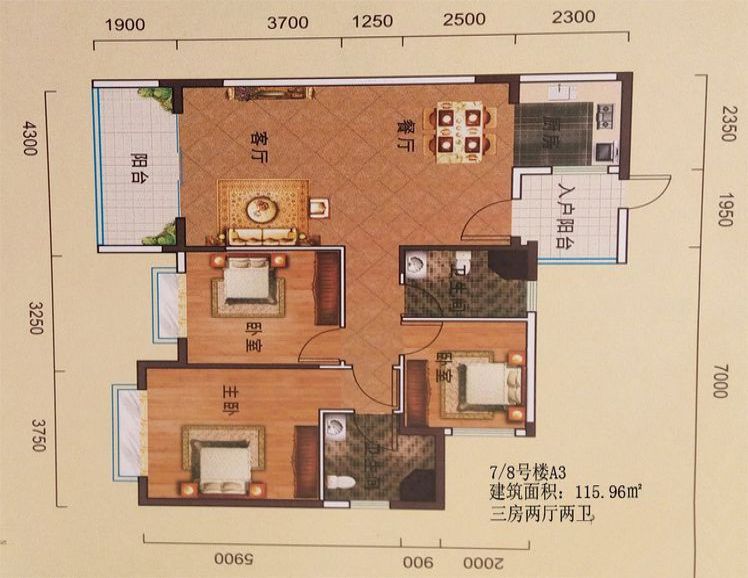 1900 3700 1250 2500 2300
4300
3250
3750
2350
1950
7000
阳台
客厅
餐厅
厨房
入户阳台
卫生间
卧室
卧室
主卧
卫生间
7/8号楼A3
建筑面积: 115.96㎡
三房两厅两卫
5900 900 2000